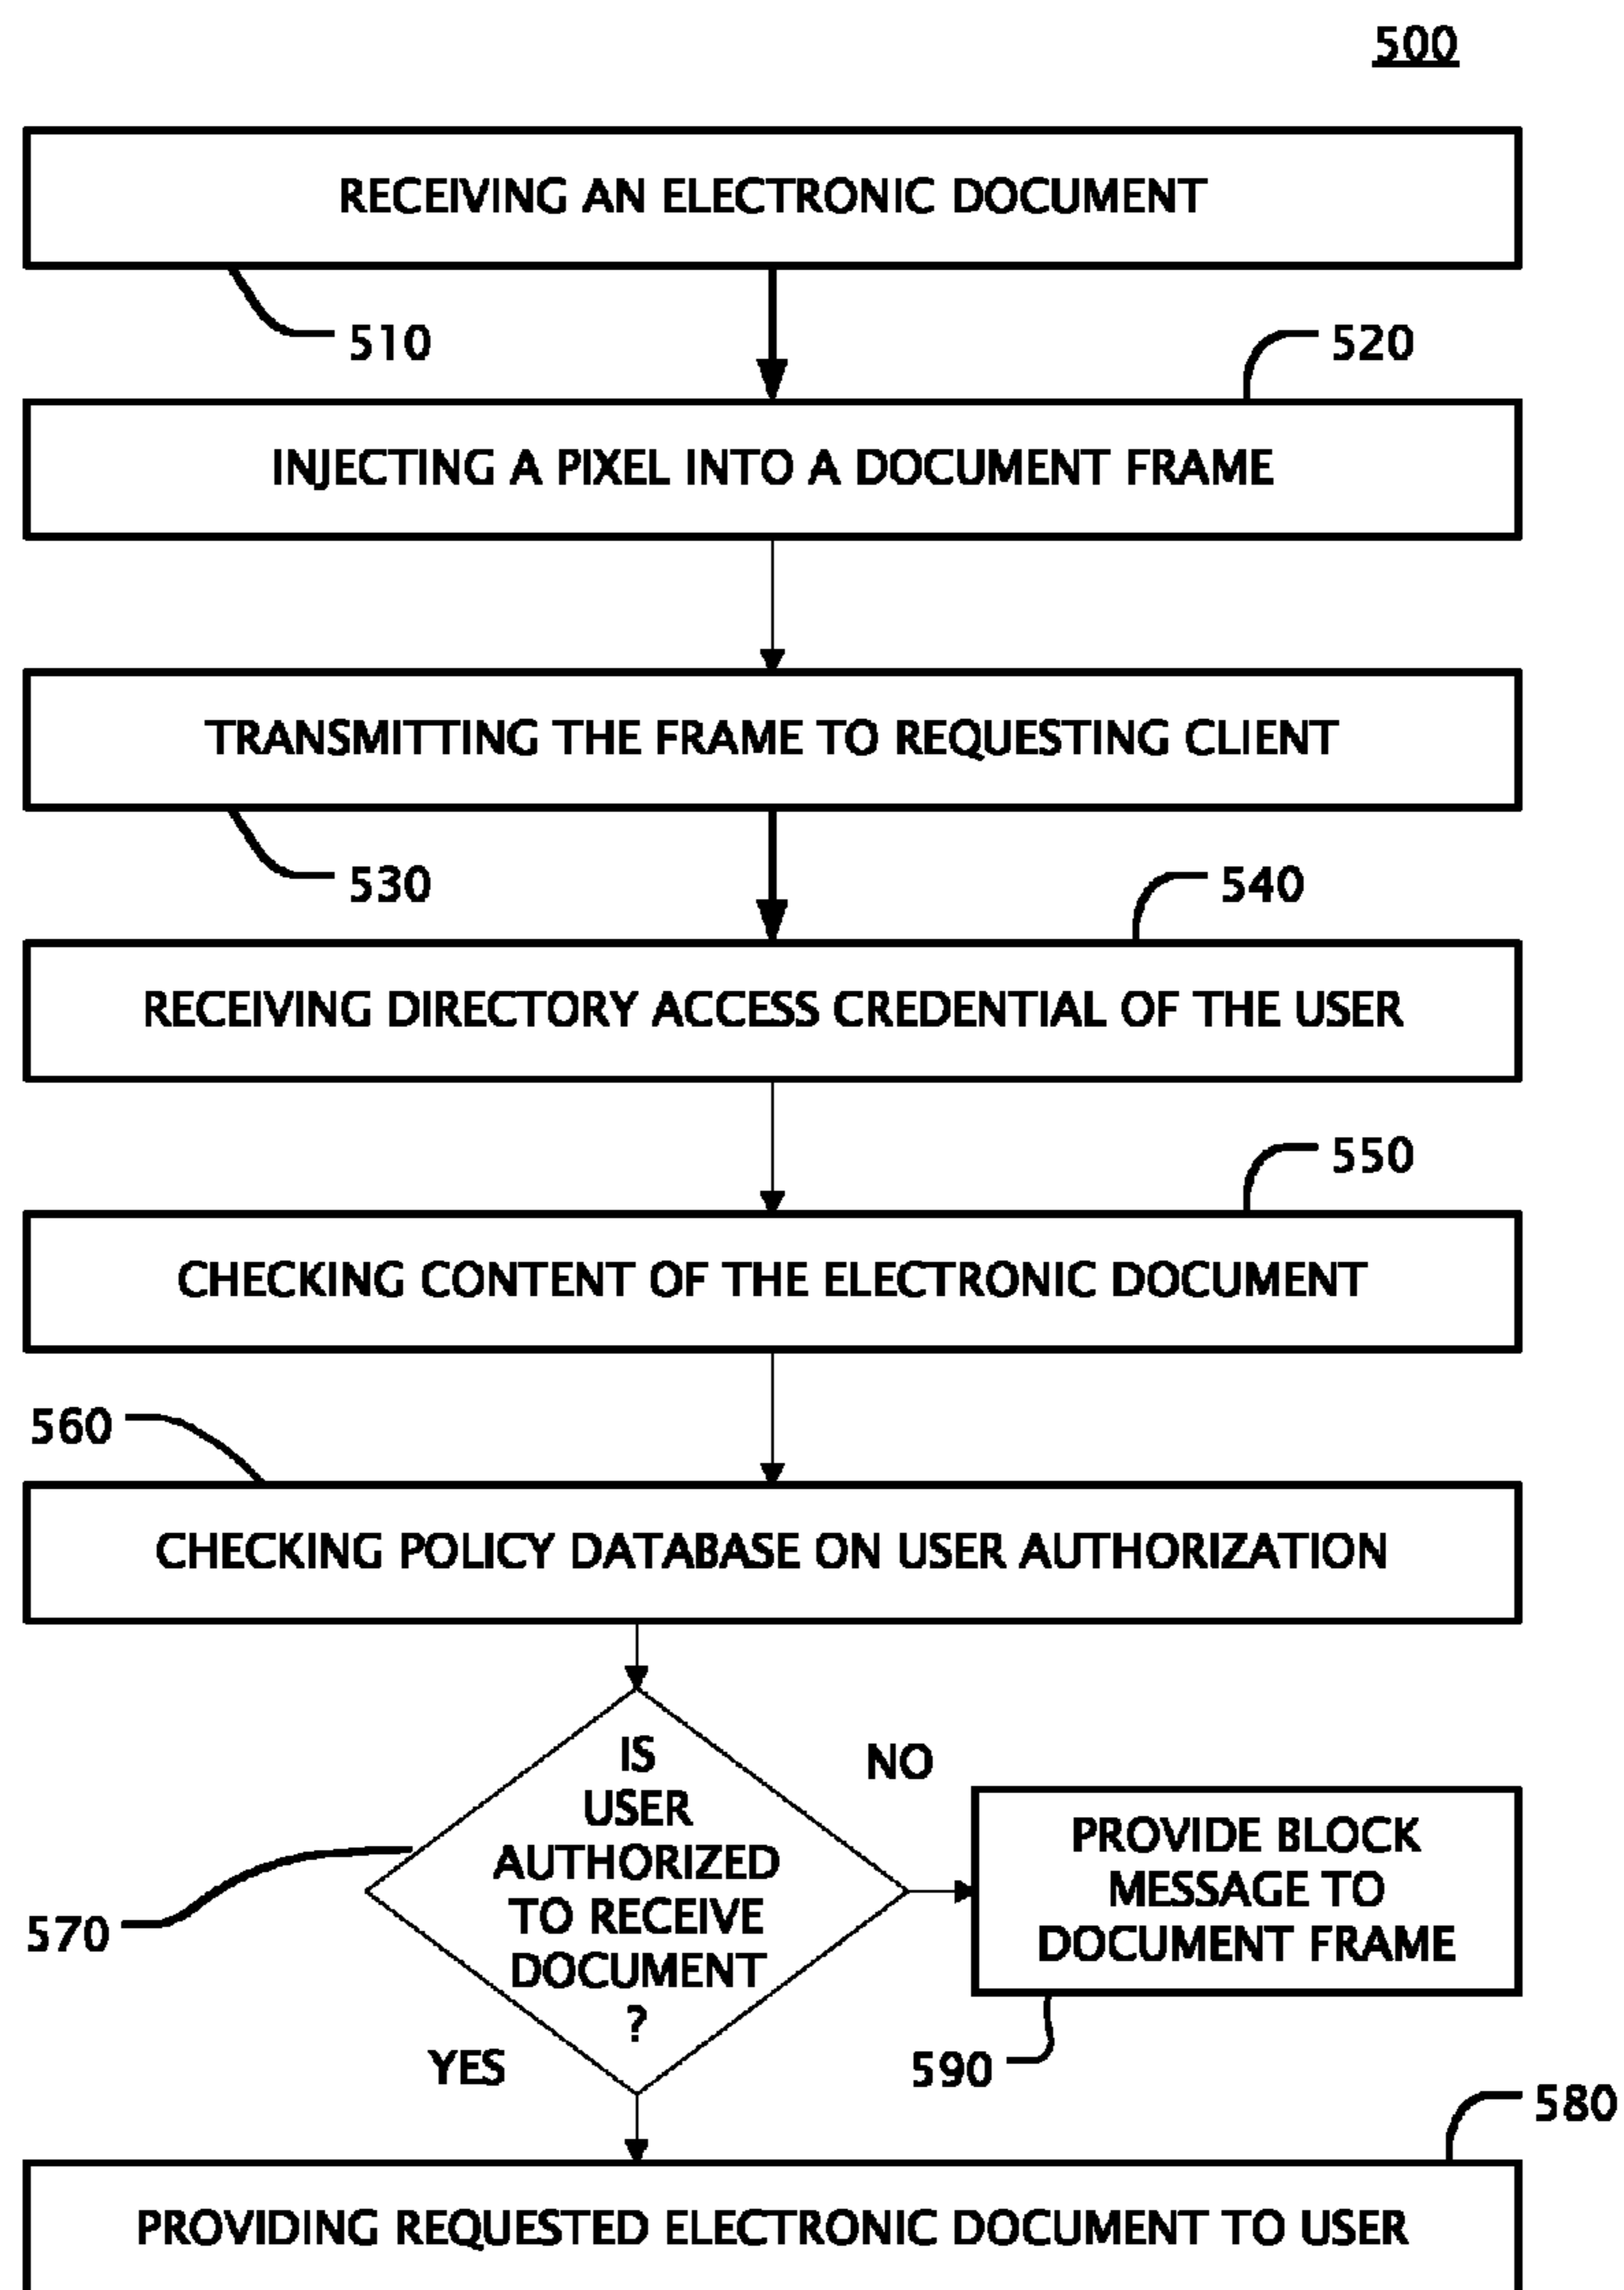 500
RECEIVING AN ELECTRONIC DOCUMENT
510
520
INJECTING A PIXEL INTO A DOCUMENT FRAME
TRANSMITTING THE FRAME TO REQUESTING CLIENT
530
540
RECEIVING DIRECTORY ACCESS CREDENTIAL OF THE USER
550
CHECKING CONTENT OF THE ELECTRONIC DOCUMENT
560
CHECKING POLICY DATABASE ON USER AUTHORIZATION
IS
USER
AUTHORIZED
TO RECEIVE
DOCUMENT
?
NO
PROVIDE BLOCK
MESSAGE TO
DOCUMENT FRAME
570
YES
590
580
PROVIDING REQUESTED ELECTRONIC DOCUMENT TO USER